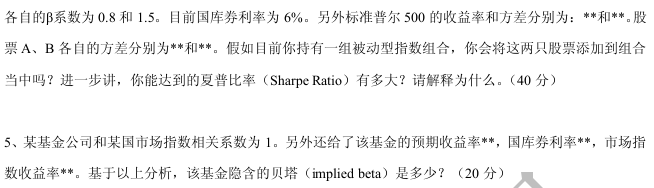 各自的β系数为 0.8 和 1.5。目前国库券利率为 6%。另外标准普尔 500 的收益率和方差分别为：**和**。股
票 A、B 各自的方差分别为**和**。假如目前你持有一组被动型指数组合，你会将这两只股票添加到组合
当中吗？进一步讲，你能达到的夏普比率（Sharpe Ratio）有多大？请解释为什么。（40 分）
5、某基金公司和某国市场指数相关系数为 1。另外还给了该基金的预期收益率**，国库券利率**，市场指
数收益率**。基于以上分析，该基金隐含的贝塔（implied beta）是多少？（20 分）